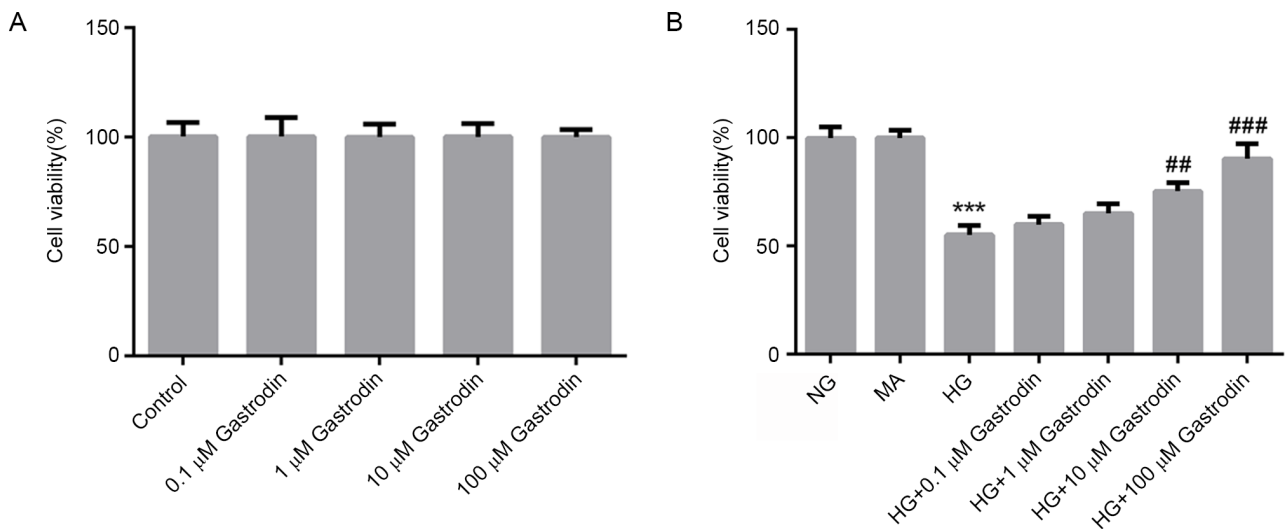 A
150
100
50
0
Cell viability(%)
Control
0.1 μM Gastrodin
1 μM Gastrodin
10 μM Gastrodin
100 μM Gastrodin
B
150
100
50
0
Cell viability(%)
***
##
###
NG
MA
HG
HG+0.1 μM Gastrodin
HG+1 μM Gastrodin
HG+10 μM Gastrodin
HG+100 μM Gastrodin